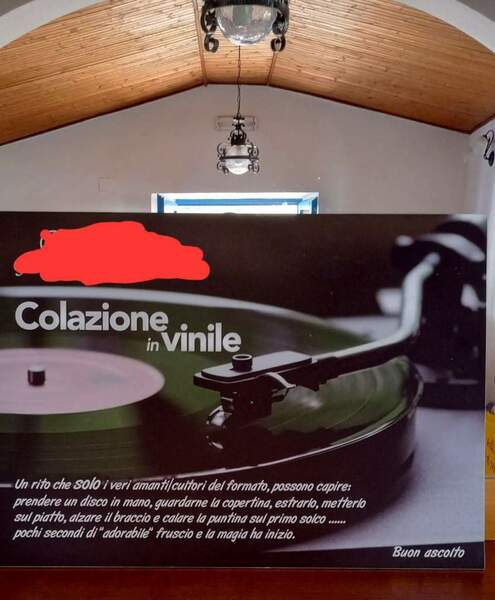 Colazione
in vinile
Un rito che solo i veri amanti/cultori del formato, possono capire:
prendere un disco in mano, guardarne la copertina, estrarlo, metterlo
sul piatto, alzare il braccio e calare la puntina sul primo solco ......
pochi secondi di "adorabile" fruscio e la magia ha inizio.
Buon ascolto